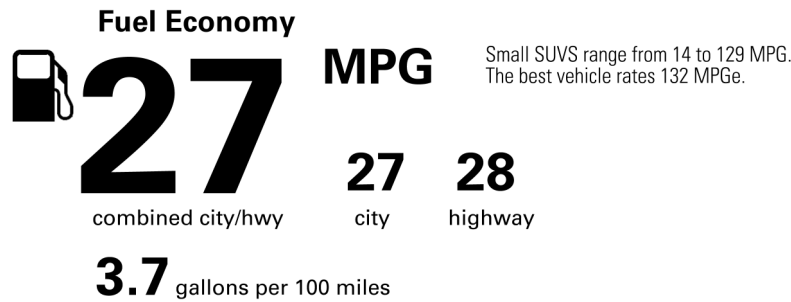 Fuel Economy
27 MPG
Small SUVS range from 14 to 129 MPG.
The best vehicle rates 132 MPGe.
27 28
combined city/hwy city highway
3.7 gallons per 100 miles